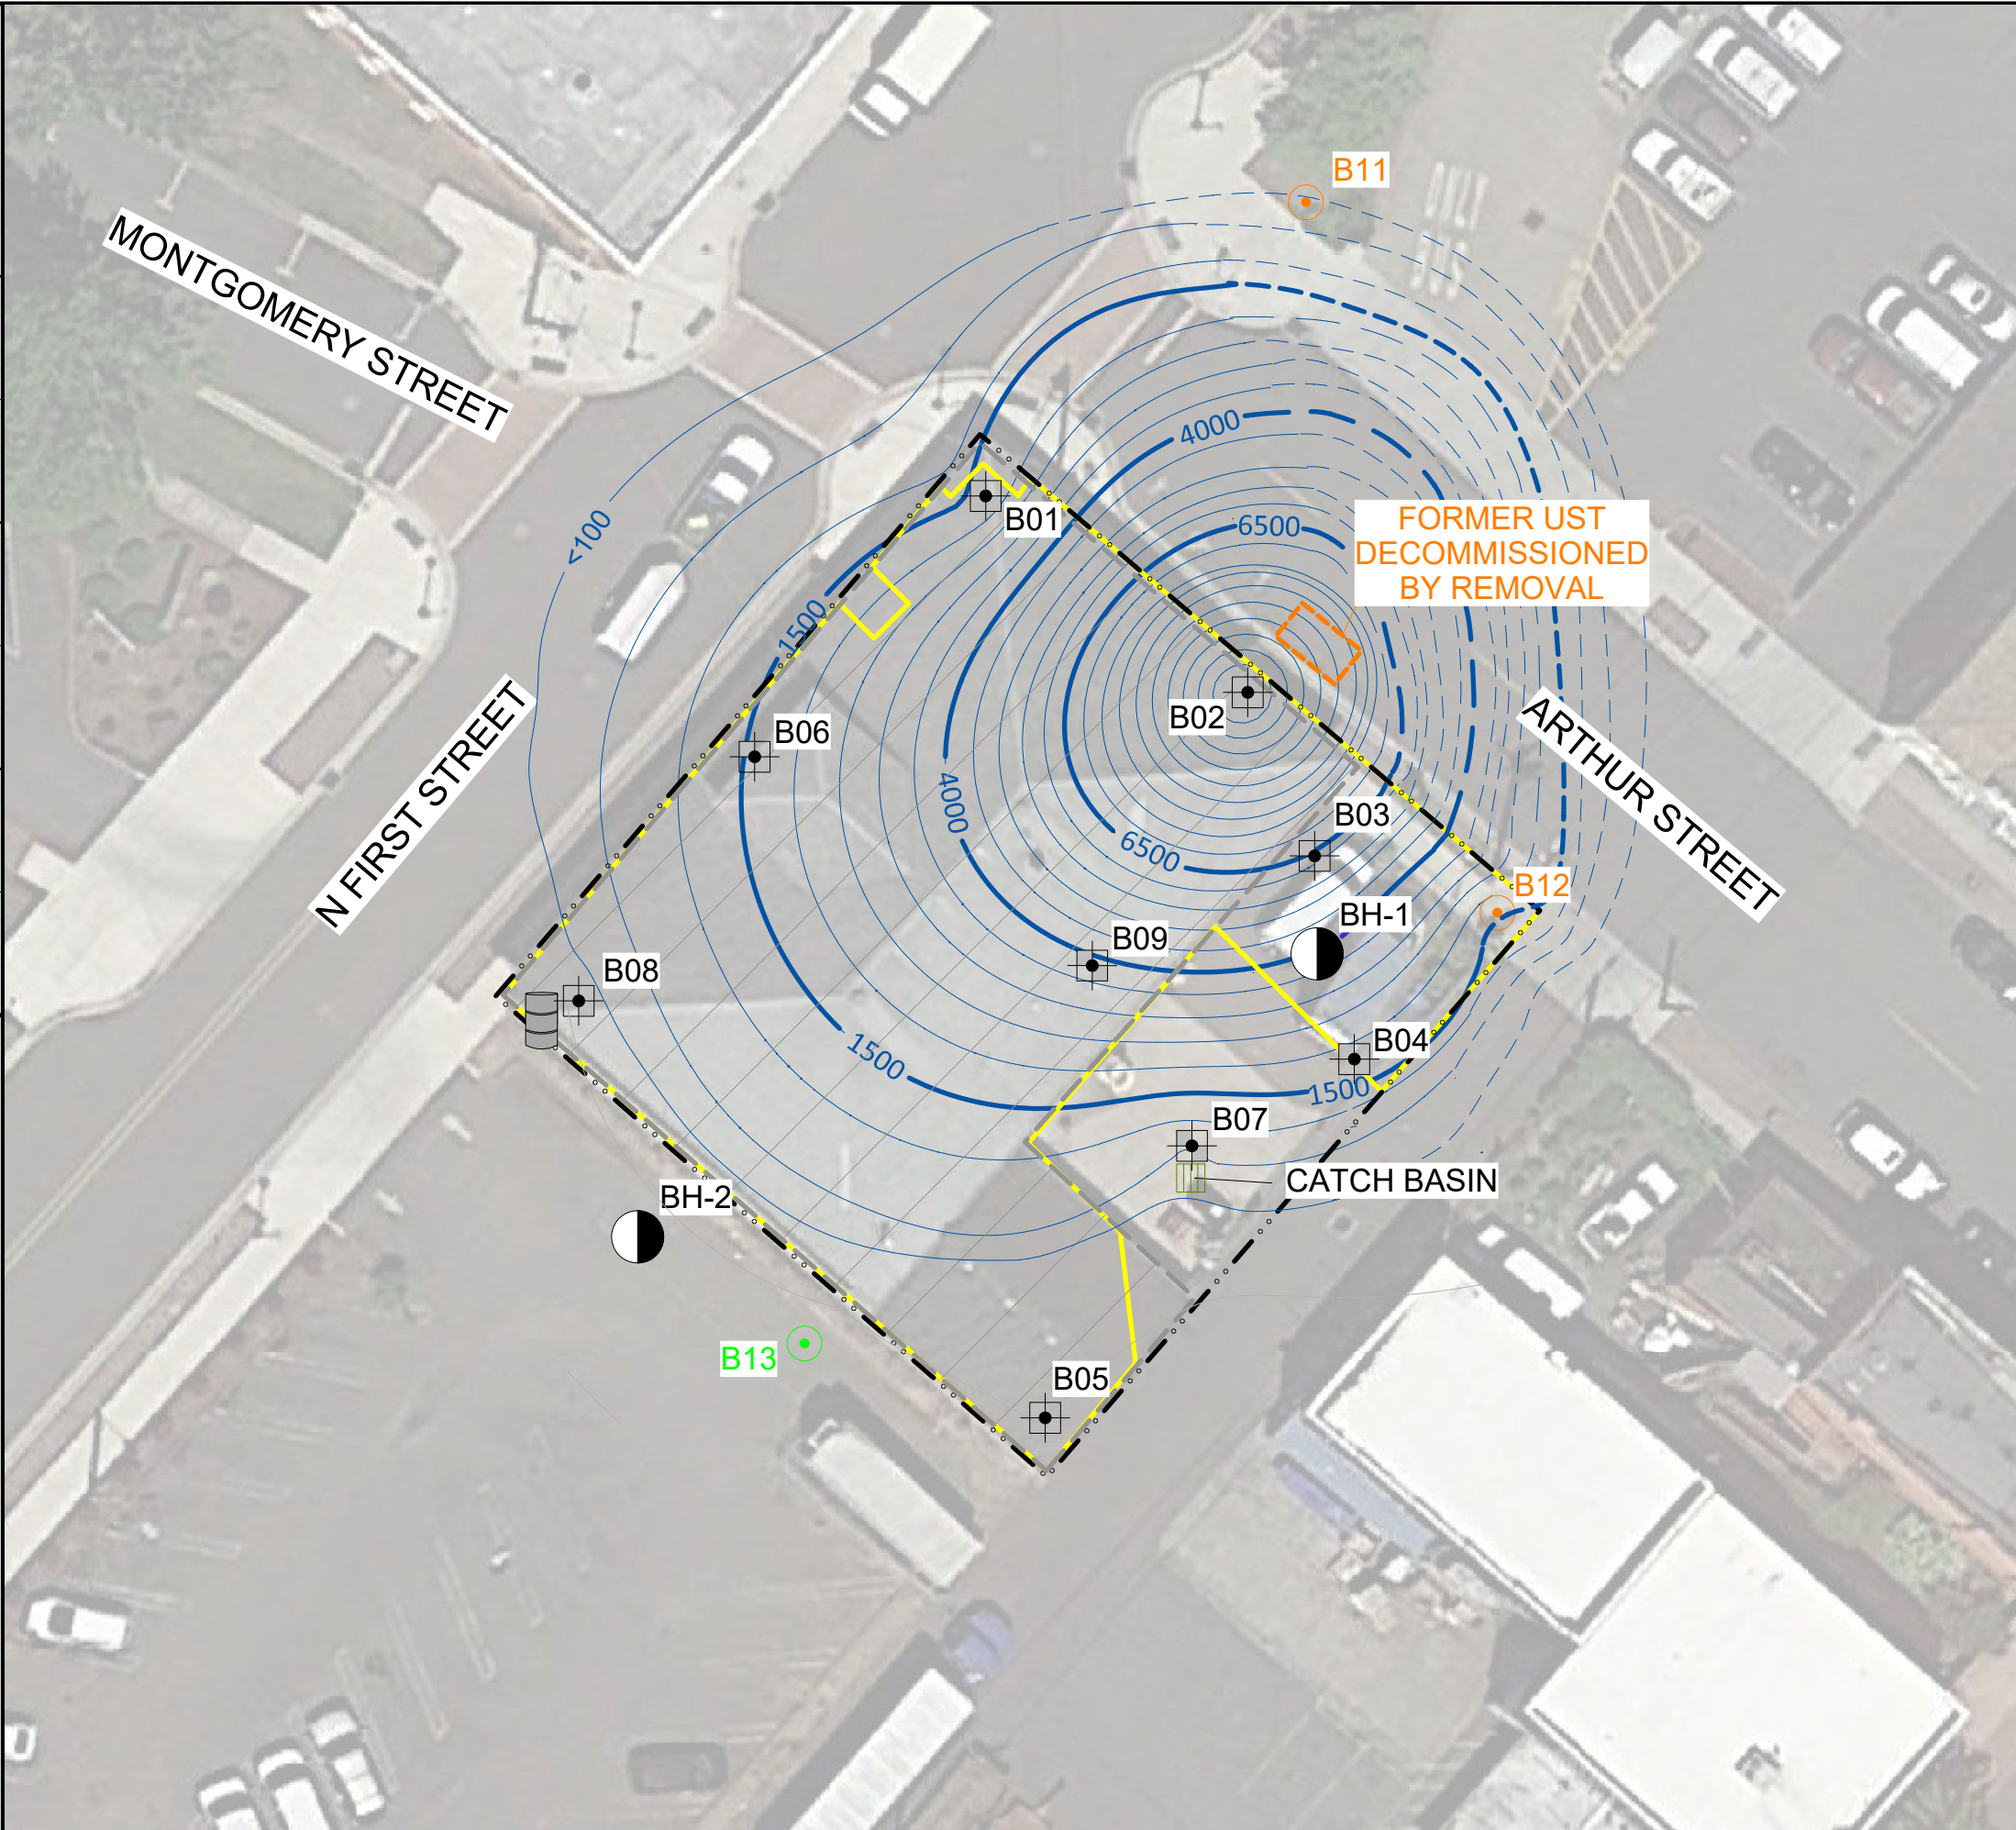 B11
MONTGOMERY STREET
4000
<100
B01
6500
FORMER UST
DECOMMISSIONED
BY REMOVAL
1500
B02
B06
N FIRST STREET
ARTHUR STREET
4000
B03
6500
B12
BH-1
B09
B08
1500
B04
1500
B07
CATCH BASIN
BH-2
B13
B05